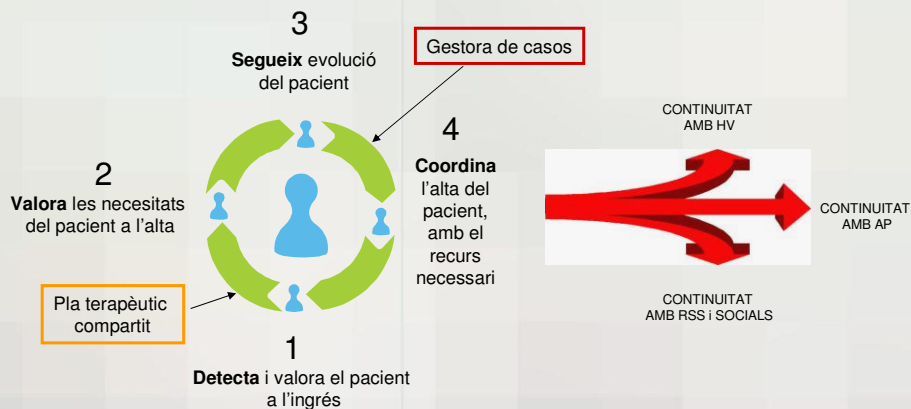 3
Segueix evolució
del pacient
Gestora de casos
4
Coordina
l'alta del
pacient,
amb el
recurs
necessari
2
Valora les necessitats
del pacient a l'alta
Pla terapèutic
compartit
1
Detecta i valora el pacient
a l'ingrés
CONTINUITAT
AMB HV
CONTINUITAT
AMB AP
CONTINUITAT
AMB RSS i SOCIALS